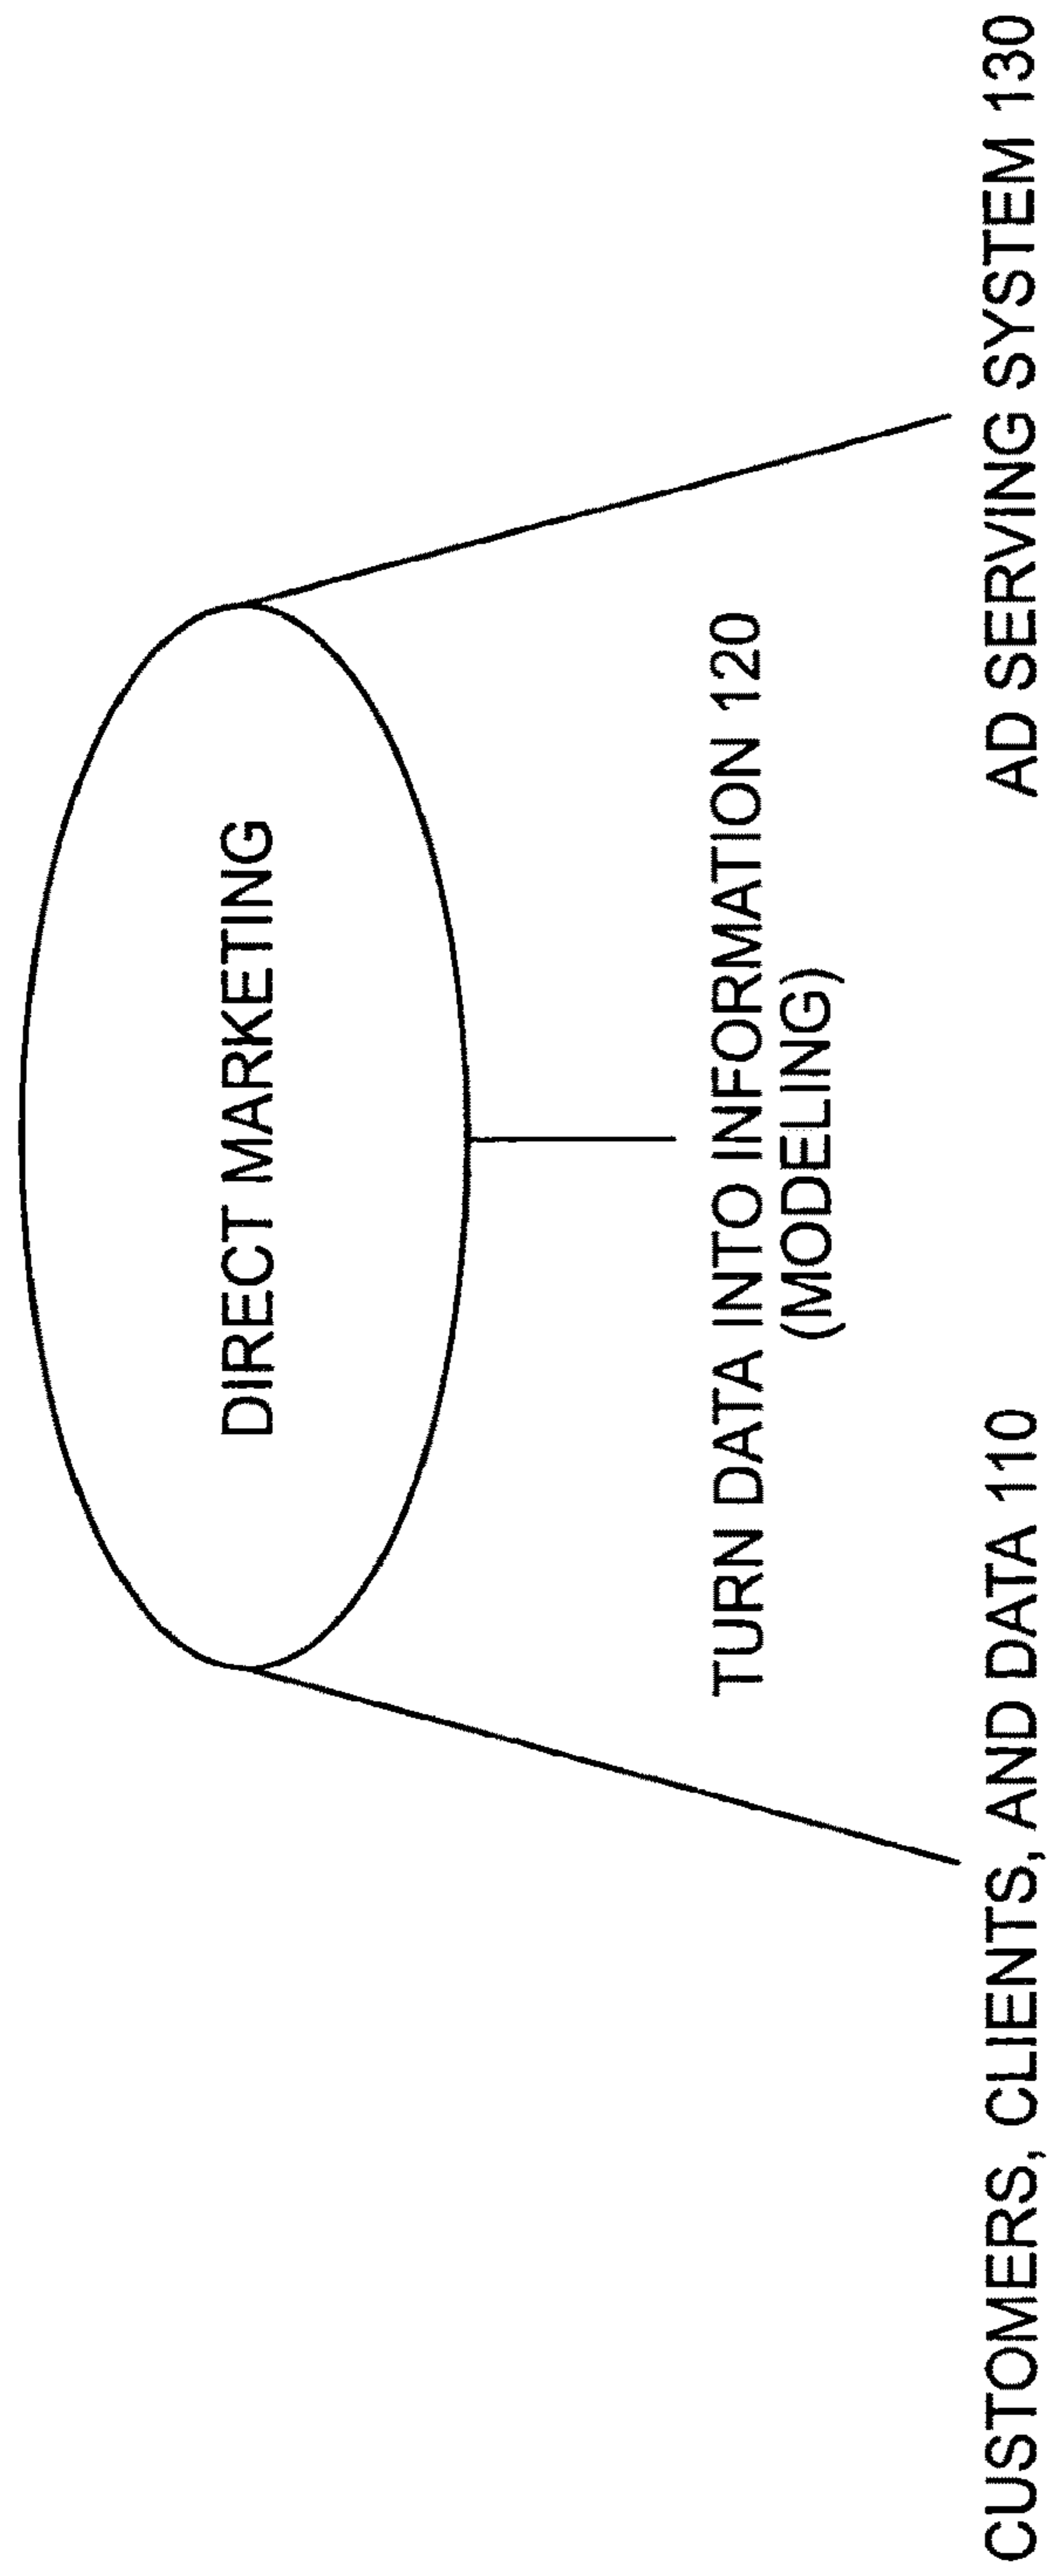 DIRECT MARKETING
TURN DATA INTO INFORMATION 120
(MODELING)
CUSTOMERS, CLIENTS, AND DATA 110
AD SERVING SYSTEM 130